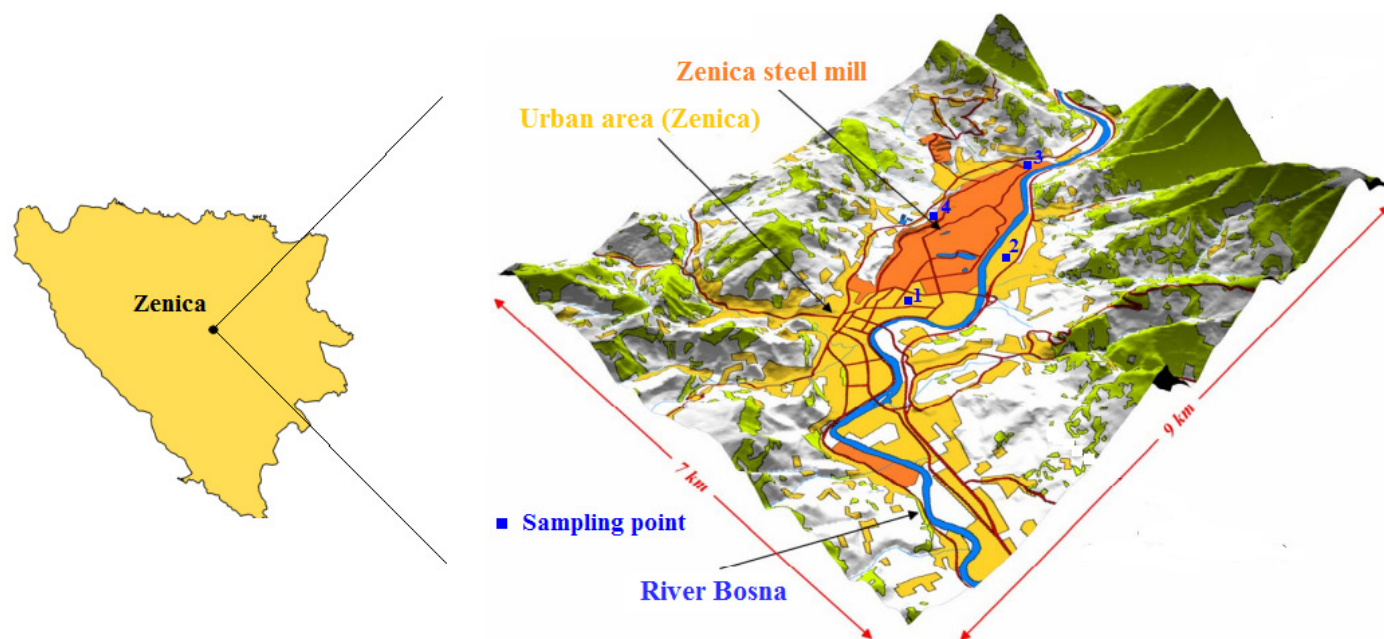 Zenica steel mill
Urban area (Zenica)
Zenica
3
4
2
1
7 km
9 km
Sampling point
River Bosna